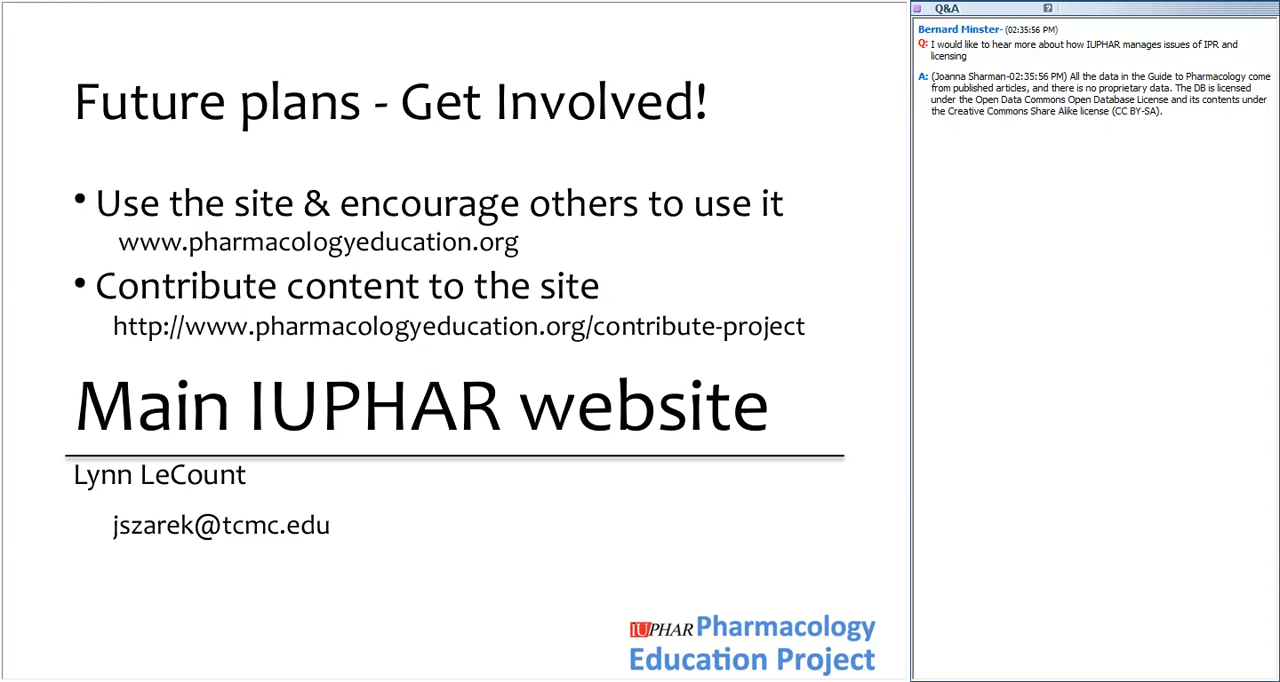 Future plans - Get Involved!
• Use the site & encourage others to use it
www.pharmacologyeducation.org
• Contribute content to the site
http://www.pharmacologyeducation.org/contribute-project
Main IUPHAR website
Lynn LeCount
jszarek@tcmc.edu
IUPHAR Pharmacology
Education Project
Q&A
Bernard Minster- (02:35:56 PM)
Q: I would like to hear more about how IUPHAR manages issues of IPR and
licensing
A: (Joanna Sharman-02:35:56 PM) All the data in the Guide to Pharmacology come
from published articles, and there is no proprietary data. The DB is licensed
under the Open Data Commons Open Database License and its contents under
the Creative Commons Share Alike license (CC BY-SA).